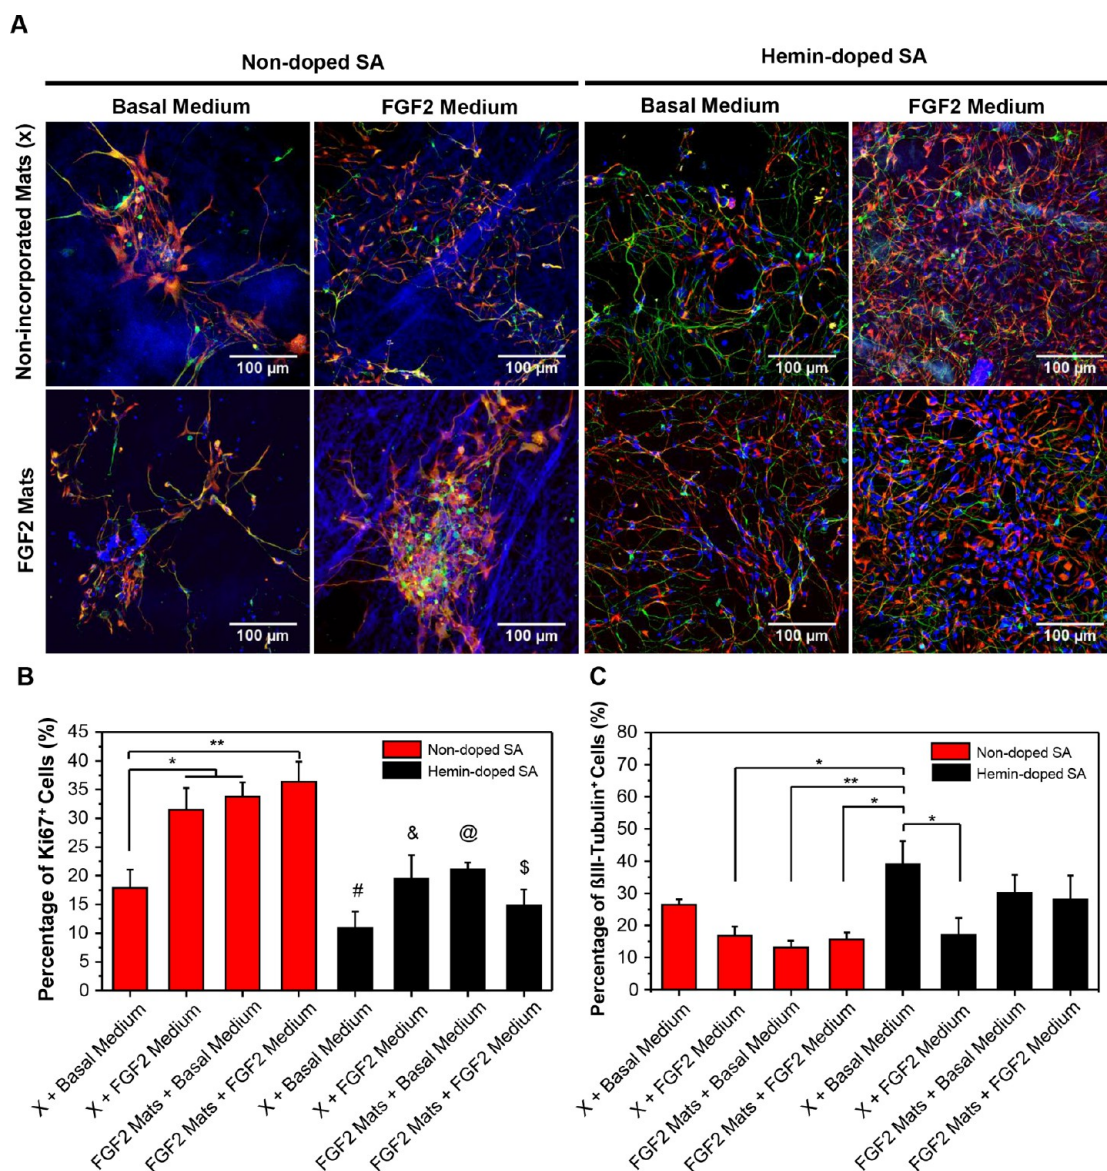 A
Non-doped SA
Hemin-doped SA
Basal Medium
FGF2 Medium
Basal Medium
FGF2 Medium
Non-incorporated Mats (x)
100 µm
100 µm
100 µm
100 µm
FGF2 Mats
100 µm
100 µm
100 µm
100 µm
B
Percentage of Ki67+ Cells (%)
45
40
35
30
25
20
15
10
5
0
**
*
Non-doped SA
Hemin-doped SA
#
&
@
$
X + Basal Medium
X + FGF2 Medium
FGF2 Mats + Basal Medium
FGF2 Mats + FGF2 Medium
X + Basal Medium
X + FGF2 Medium
FGF2 Mats + Basal Medium
FGF2 Mats + FGF2 Medium
C
Percentage of ßIII-Tubulin+ Cells (%)
80
70
60
50
40
30
20
10
0
Non-doped SA
Hemin-doped SA
*
**
*
*
X + Basal Medium
X + FGF2 Medium
FGF2 Mats + Basal Medium
FGF2 Mats + FGF2 Medium
X + Basal Medium
X + FGF2 Medium
FGF2 Mats + Basal Medium
FGF2 Mats + FGF2 Medium